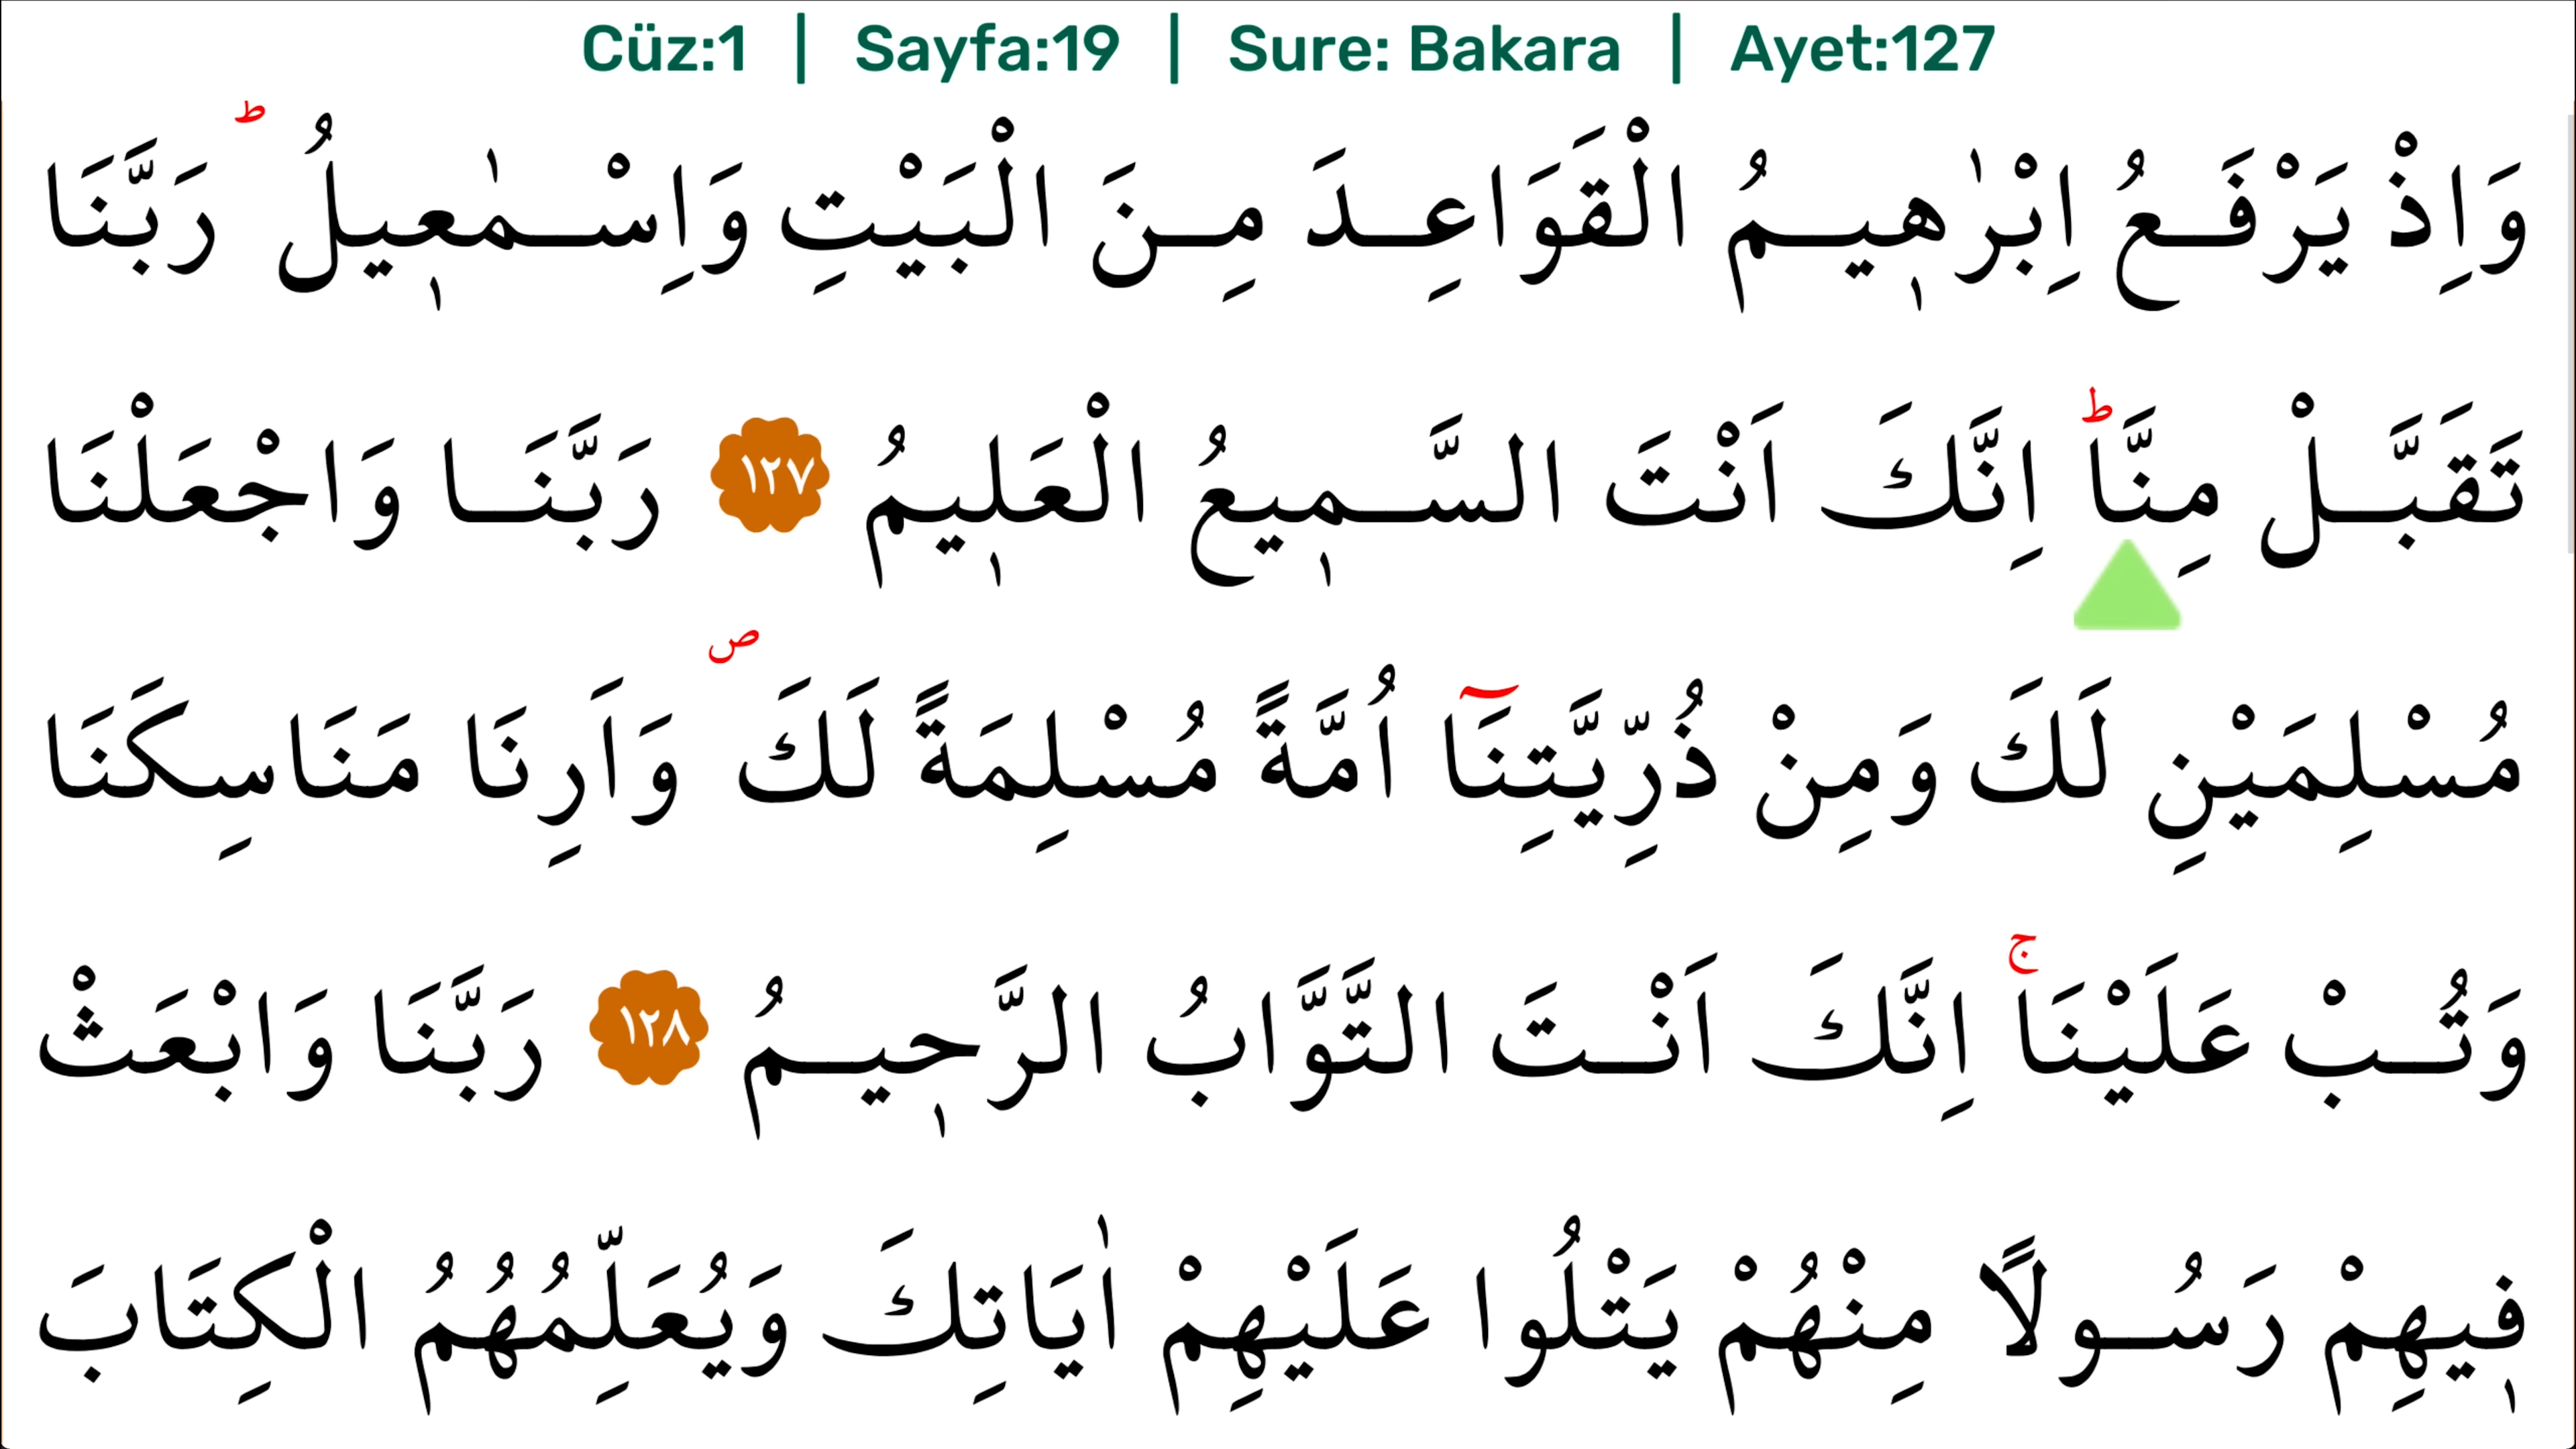 Cüz:1 | Sayfa:19 | Sure: Bakara | Ayet:127
وَاِذْ يَرْفَعُ اِبْرٰهٖيمُ الْقَوَاعِدَ مِنَ الْبَيْتِ وَاِسْمٰعٖيلُ ؕ رَبَّنَا
تَقَبَّلْ مِنَّاؕ اِنَّكَ اَنْتَ السَّمٖيعُ الْعَلٖيمُ ١٢٧ رَبَّنَا وَاجْعَلْنَا
مُسْلِمَيْنِ لَكَ وَمِنْ ذُرِّيَّتِنَٓا اُمَّةً مُسْلِمَةً لَكَ ࣗص وَاَرِنَا مَنَاسِكَنَا
وَتُبْ عَلَيْنَاۚ اِنَّكَ اَنْتَ التَّوَّابُ الرَّحٖيمُ ١٢٨ رَبَّنَا وَابْعَثْ
فٖيهِمْ رَسُولًا مِنْهُمْ يَتْلُوا عَلَيْهِمْ اٰيَاتِكَ وَيُعَلِّمُهُمُ الْكِتَابَ